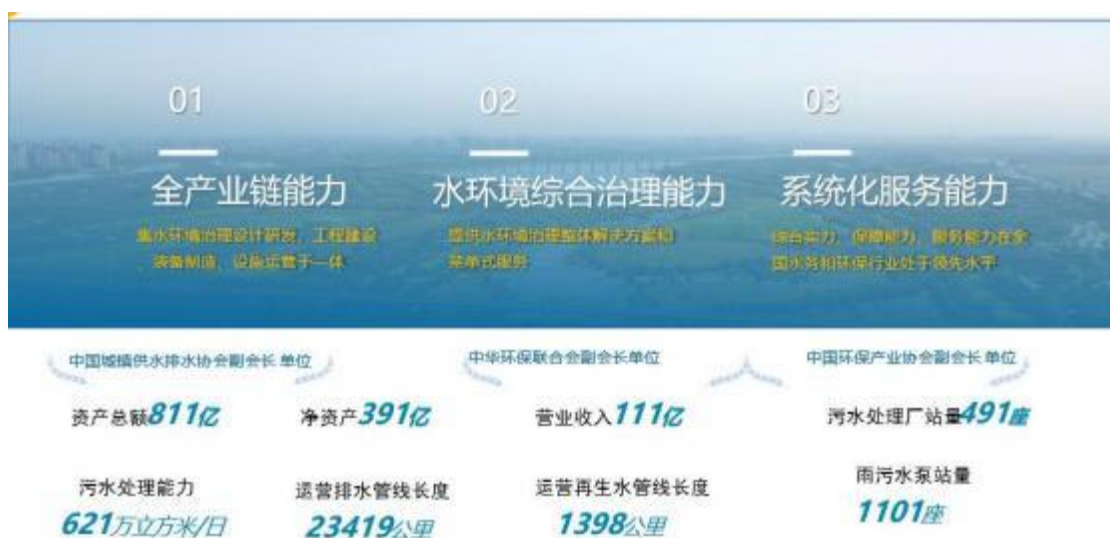 01
02
03
全产业链能力
水环境综合治理能力
系统化服务能力
集水环境治理设计研发、工程建设
、装备制造、设施运营于一体
提供水环境治理整体解决方案和
菜单式服务
综合实力、保障能力、服务能力在全
国水务和环保行业处于领先水平
中国城镇供水排水协会副会长单位
中华环保联合会副会长单位
中国环保产业协会副会长单位
资产总额811亿
净资产391亿
营业收入111亿
污水处理厂站量491座
污水处理能力
621万立方米/日
运营排水管线长度
23419公里
运营再生水管线长度
1398公里
雨污水泵站量
1101座